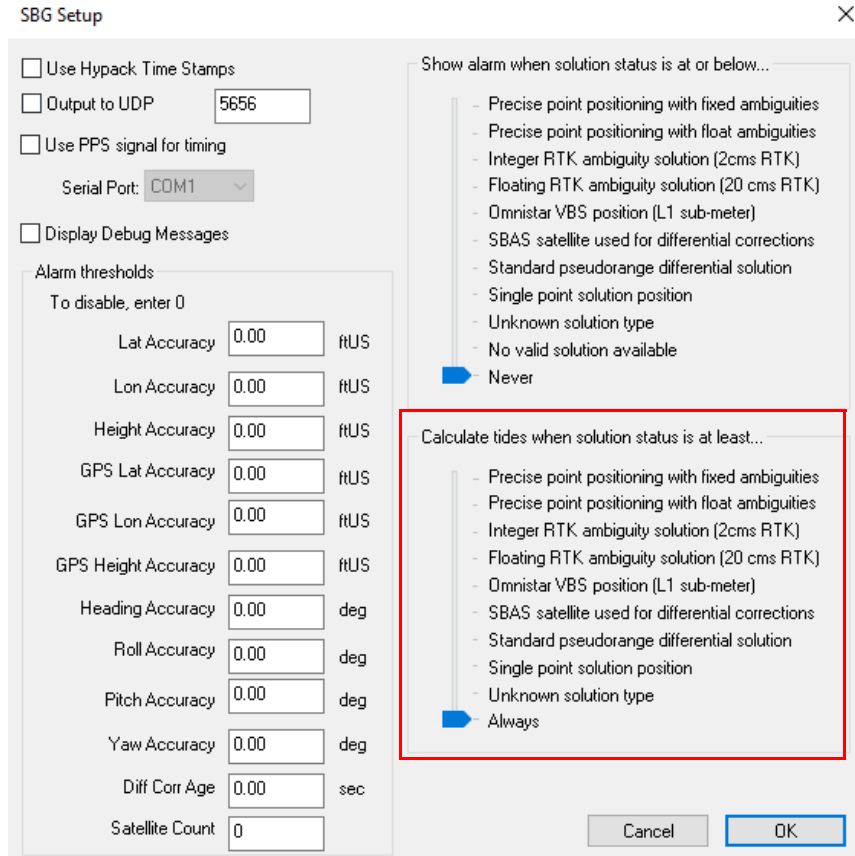 SBG Setup
Use Hypack Time Stamps
Output to UDP 5656
Use PPS signal for timing
Serial Port: COM1
Display Debug Messages
Alarm thresholds
To disable, enter 0
Lat Accuracy 0.00 ftUS
Lon Accuracy 0.00 ftUS
Height Accuracy 0.00 ftUS
GPS Lat Accuracy 0.00 ftUS
GPS Lon Accuracy 0.00 ftUS
GPS Height Accuracy 0.00 ftUS
Heading Accuracy 0.00 deg
Roll Accuracy 0.00 deg
Pitch Accuracy 0.00 deg
Yaw Accuracy 0.00 deg
Diff Corr Age 0.00 sec
Satellite Count 0
Show alarm when solution status is at or below...
Precise point positioning with fixed ambiguities
Precise point positioning with float ambiguities
Integer RTK ambiguity solution (2cms RTK)
Floating RTK ambiguity solution (20 cms RTK)
Omnistar VBS position (L1 sub-meter)
SBAS satellite used for differential corrections
Standard pseudorange differential solution
Single point solution position
Unknown solution type
No valid solution available
Never
Calculate tides when solution status is at least...
Precise point positioning with fixed ambiguities
Precise point positioning with float ambiguities
Integer RTK ambiguity solution (2cms RTK)
Floating RTK ambiguity solution (20 cms RTK)
Omnistar VBS position (L1 sub-meter)
SBAS satellite used for differential corrections
Standard pseudorange differential solution
Single point solution position
Unknown solution type
Always
Cancel OK